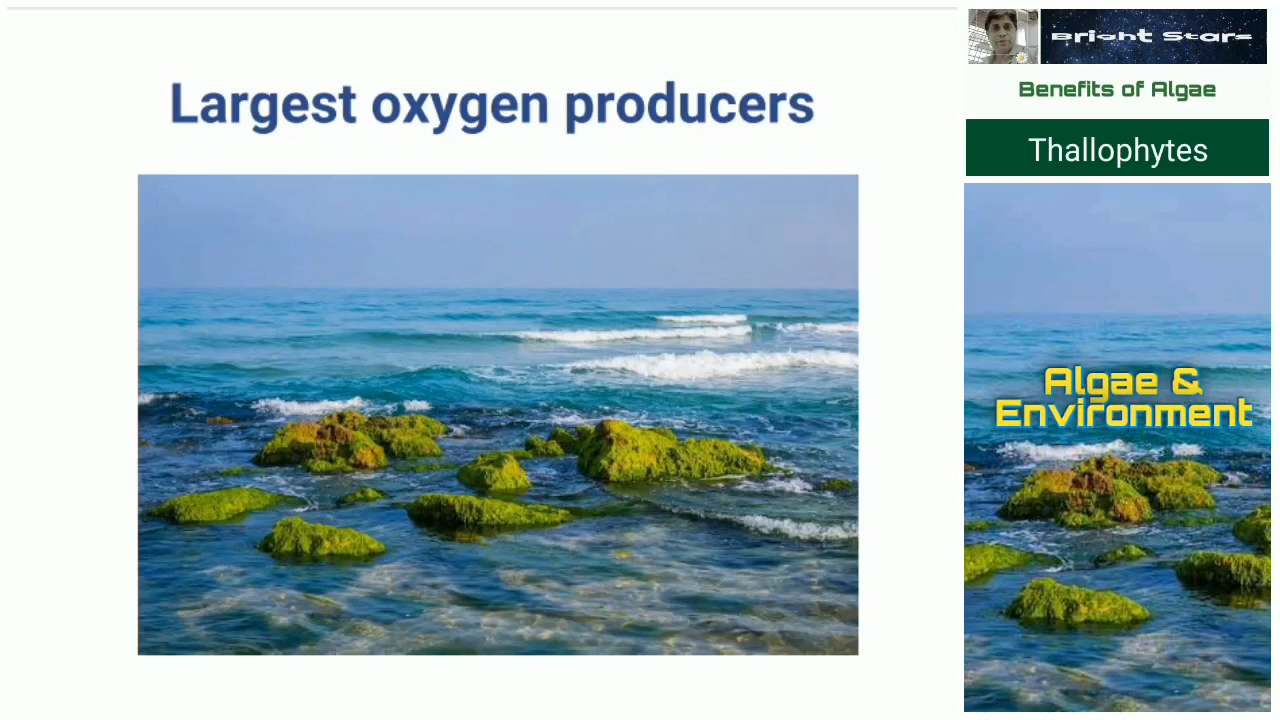 Largest oxygen producers
Bright Stars
Benefits of Algae
Thallophytes
Algae &
Environment